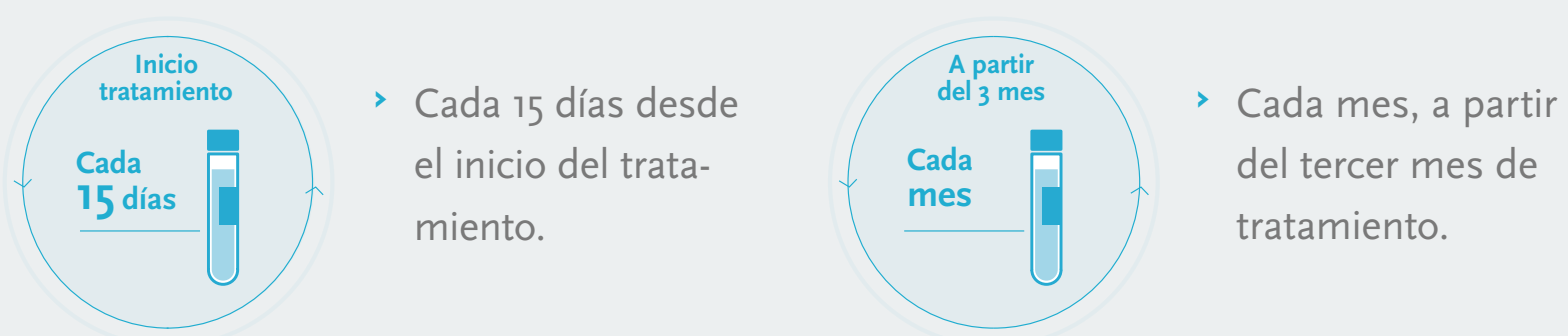 Inicio
tratamiento
Cada
15 días
› Cada 15 días desde
el inicio del trata-
miento.
A partir
del 3 mes
Cada
mes
› Cada mes, a partir
del tercer mes de
tratamiento.